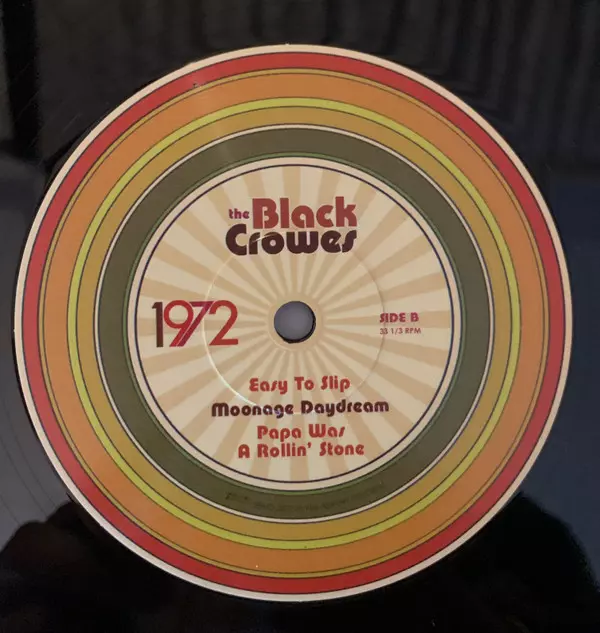 the Black
Crowes
1972
SIDE B
33 1/3 RPM
Easy To Slip
Moonage Daydream
Papa Was
A Rollin' Stone